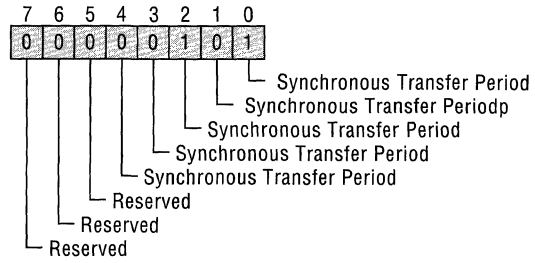 7 6 5 4 3 2 1 0
0 0 0 0 0 1 0 1
Synchronous Transfer Period
Synchronous Transfer Periodp
Synchronous Transfer Period
Synchronous Transfer Period
Synchronous Transfer Period
Reserved
Reserved
Reserved